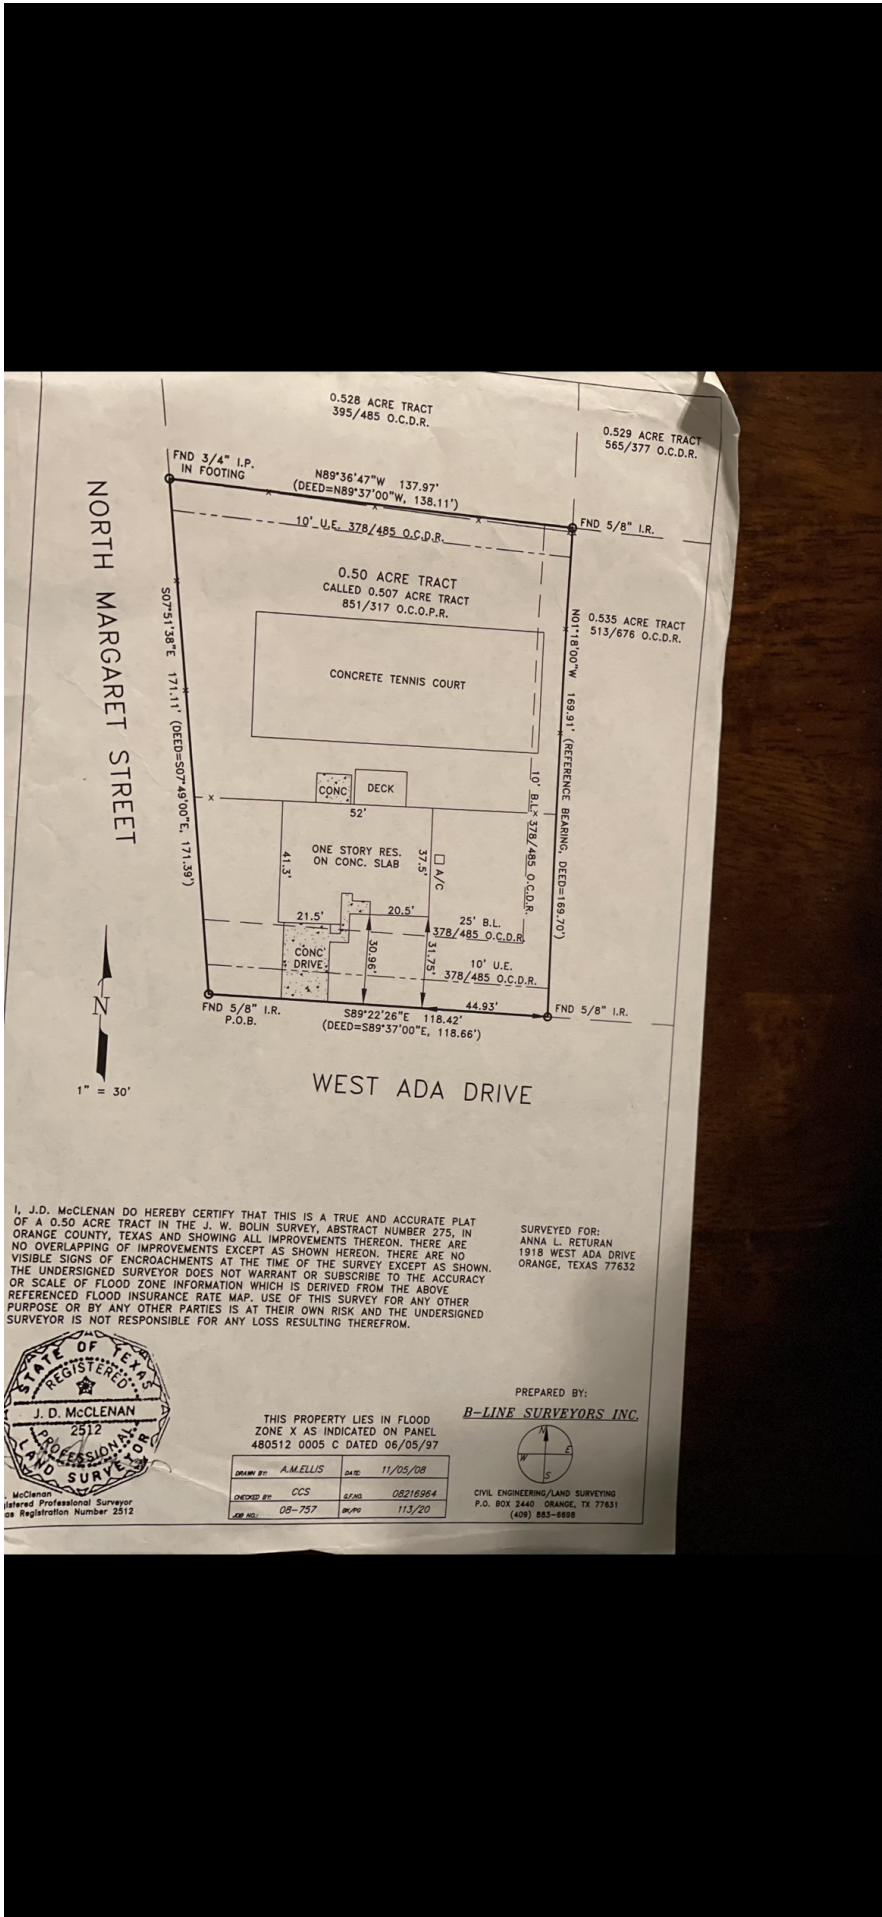 0.528 ACRE TRACT
395/485 O.C.D.R.
0.529 ACRE TRACT
565/377 O.C.D.R.
FND 3/4" I.P.
IN FOOTING
N89°36'47"W 137.97'
(DEED=N89°37'00"W, 138.11')
FND 5/8" I.R.
10' U.E. 378/485 O.C.D.R.
NORTH MARGARET STREET
S07°51'38"E 171.11' (DEED=S07°49'00"E, 171.39')
0.50 ACRE TRACT
CALLED 0.507 ACRE TRACT
851/317 O.C.O.P.R.
N01°18'00"W 169.91' (REFERENCE BEARING, DEED=169.70')
0.535 ACRE TRACT
513/676 O.C.D.R.
CONCRETE TENNIS COURT
10' B.L. 378/485 O.C.D.R.
CONC
DECK
52'
ONE STORY RES.
ON CONC. SLAB
41.3'
37.5'
A/C
21.5'
20.5'
25' B.L.
378/485 O.C.D.R.
CONC
DRIVE
30.96'
31.75'
10' U.E.
378/485 O.C.D.R.
44.93'
FND 5/8" I.R.
P.O.B.
S89°22'26"E 118.42'
(DEED=S89°37'00"E, 118.66')
FND 5/8" I.R.
N
1" = 30'
WEST ADA DRIVE
I, J.D. McCLENAN DO HEREBY CERTIFY THAT THIS IS A TRUE AND ACCURATE PLAT
OF A 0.50 ACRE TRACT IN THE J. W. BOLIN SURVEY, ABSTRACT NUMBER 275, IN
ORANGE COUNTY, TEXAS AND SHOWING ALL IMPROVEMENTS THEREON. THERE ARE
NO OVERLAPPING OF IMPROVEMENTS EXCEPT AS SHOWN HEREON. THERE ARE NO
VISIBLE SIGNS OF ENCROACHMENTS AT THE TIME OF THE SURVEY EXCEPT AS SHOWN.
THE UNDERSIGNED SURVEYOR DOES NOT WARRANT OR SUBSCRIBE TO THE ACCURACY
OR SCALE OF FLOOD ZONE INFORMATION WHICH IS DERIVED FROM THE ABOVE
REFERENCED FLOOD INSURANCE RATE MAP. USE OF THIS SURVEY FOR ANY OTHER
PURPOSE OR BY ANY OTHER PARTIES IS AT THEIR OWN RISK AND THE UNDERSIGNED
SURVEYOR IS NOT RESPONSIBLE FOR ANY LOSS RESULTING THEREFROM.
SURVEYED FOR:
ANNA L. RETURAN
1918 WEST ADA DRIVE
ORANGE, TEXAS 77632
STATE OF TEXAS
REGISTERED
J. D. McCLENAN
2512
PROFESSIONAL
LAND SURVEYOR
McClenan
Professional Surveyor
Registration Number 2512
THIS PROPERTY LIES IN FLOOD
ZONE X AS INDICATED ON PANEL
480512 0005 C DATED 06/05/97
DRAWN BY: A.M.ELLIS DATE: 11/05/08
CHECKED BY: CCS G.F.NO. 08216964
JOB NO.: 08-757 BK/PG 113/20
PREPARED BY:
B-LINE SURVEYORS INC.
N
W E
S
CIVIL ENGINEERING/LAND SURVEYING
P.O. BOX 2440 ORANGE, TX 77631
(409) 883-6698